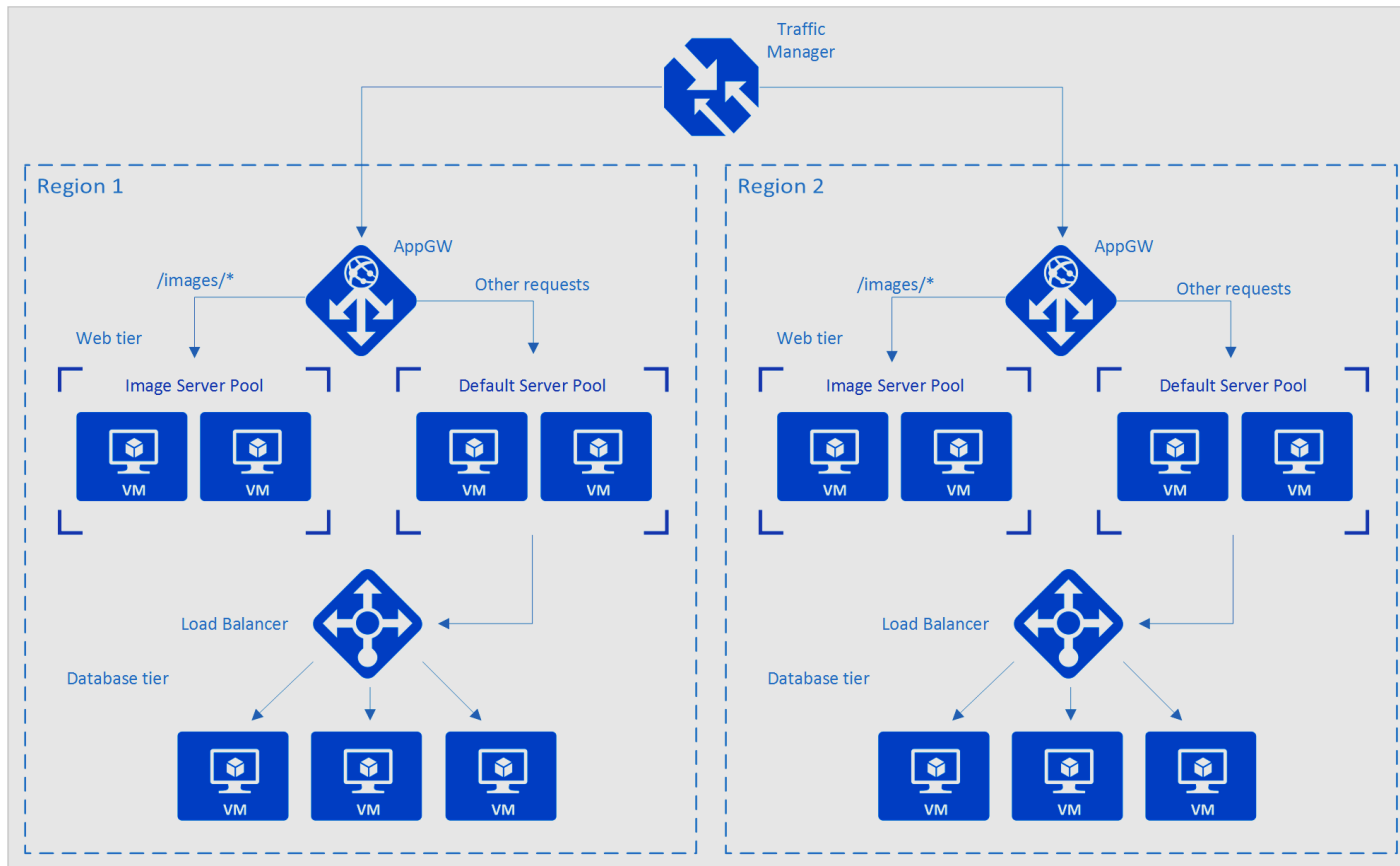 Traffic
Manager
Region 1
AppGW
/images/*
Other requests
Web tier
Image Server Pool
Default Server Pool
VM
VM
VM
VM
Load Balancer
Database tier
VM
VM
VM
Region 2
AppGW
/images/*
Other requests
Web tier
Image Server Pool
Default Server Pool
VM
VM
VM
VM
Load Balancer
Database tier
VM
VM
VM